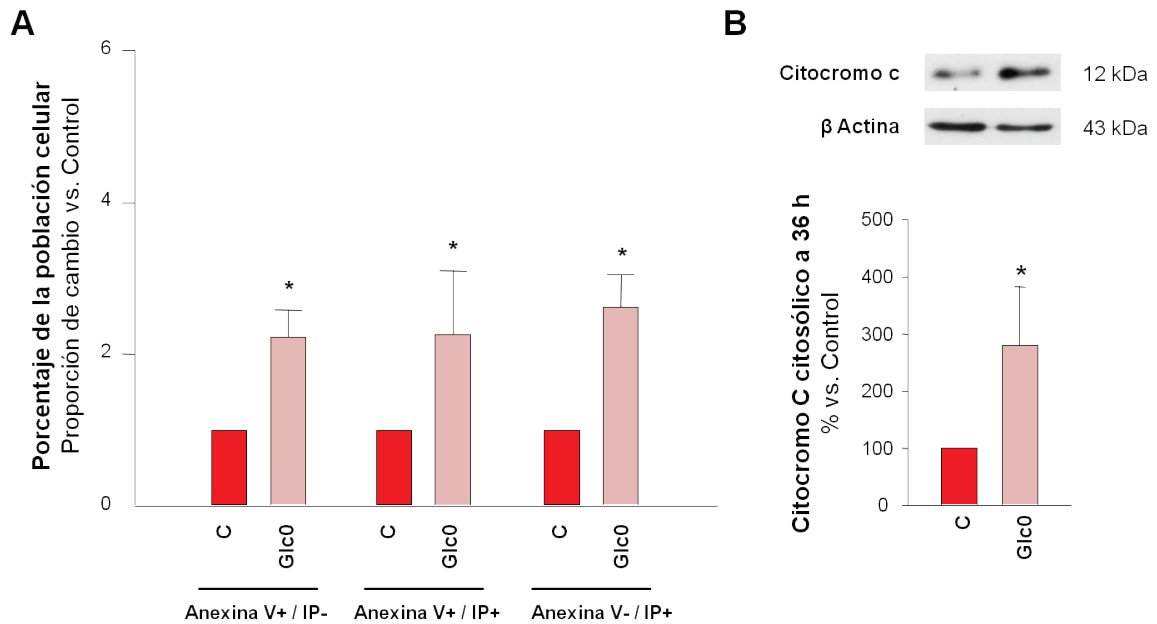 A
Porcentaje de la población celular
Proporción de cambio vs. Control
6
4
2
0
*
*
*
C
Glc0
C
Glc0
C
Glc0
Anexina V+ / IP-
Anexina V+ / IP+
Anexina V- / IP+
B
Citocromo c
12 kDa
β Actina
43 kDa
Citocromo C citosólico a 36 h
% vs. Control
500
400
300
200
100
0
*
C
Glc0